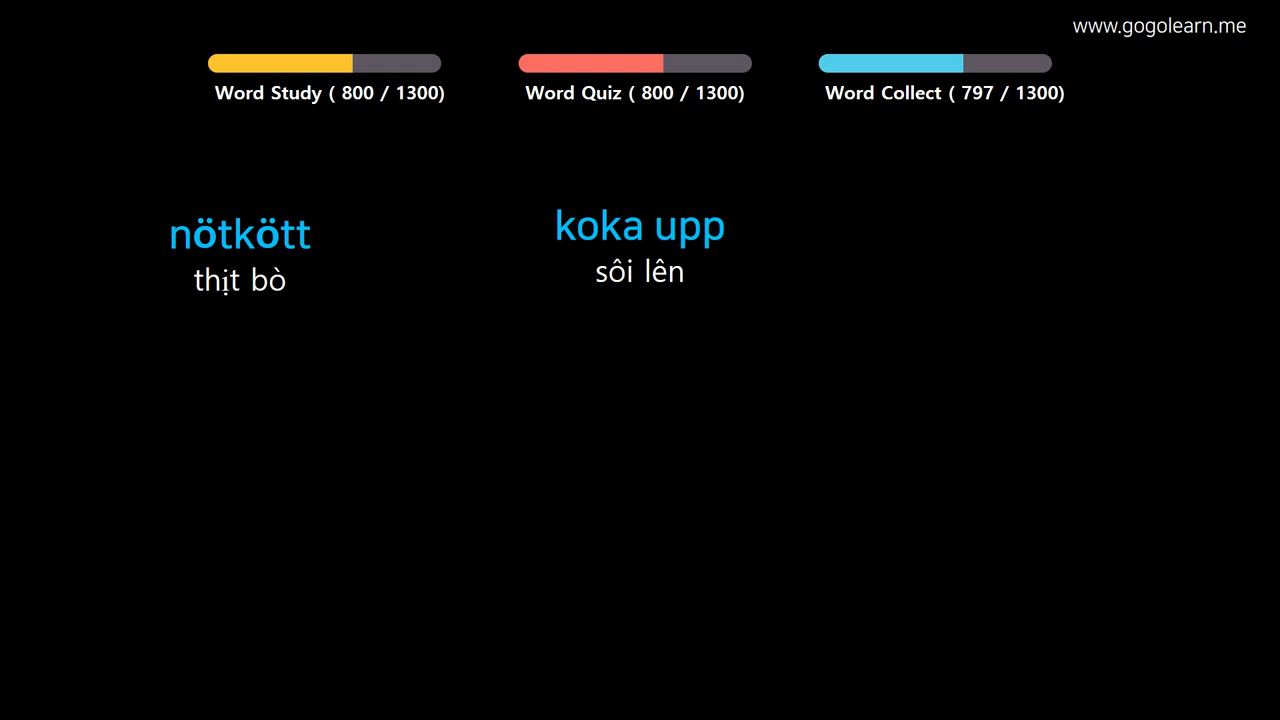 www.gogolearn.me
Word Study ( 800 / 1300)
Word Quiz ( 800 / 1300)
Word Collect ( 797 / 1300)
nötkött
thịt bò
koka upp
sôi lên